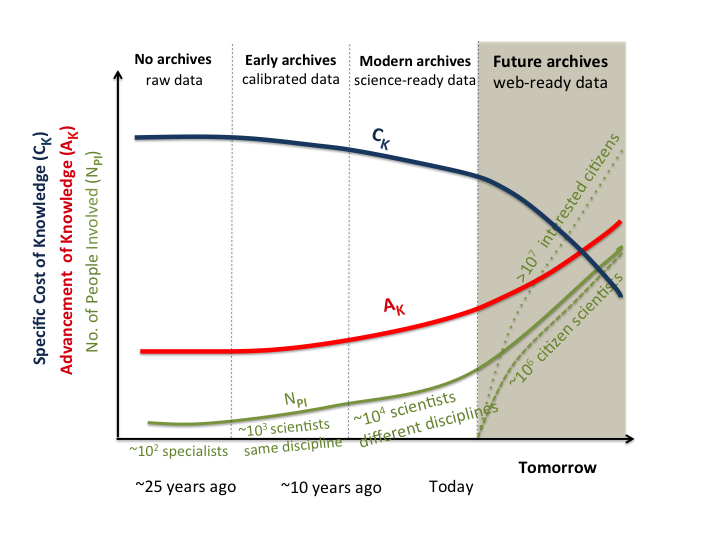 No archives
raw data
Early archives
calibrated data
Modern archives
science-ready data
Future archives
web-ready data
Specific Cost of Knowledge (CK)
Advancement of Knowledge (AK)
No. of People Involved (NPI)
CK
AK
NPI
>10⁷ interested citizens
~10⁶ citizen scientists
~10² specialists
~10³ scientists
same discipline
~10⁴ scientists
different disciplines
~25 years ago
~10 years ago
Today
Tomorrow